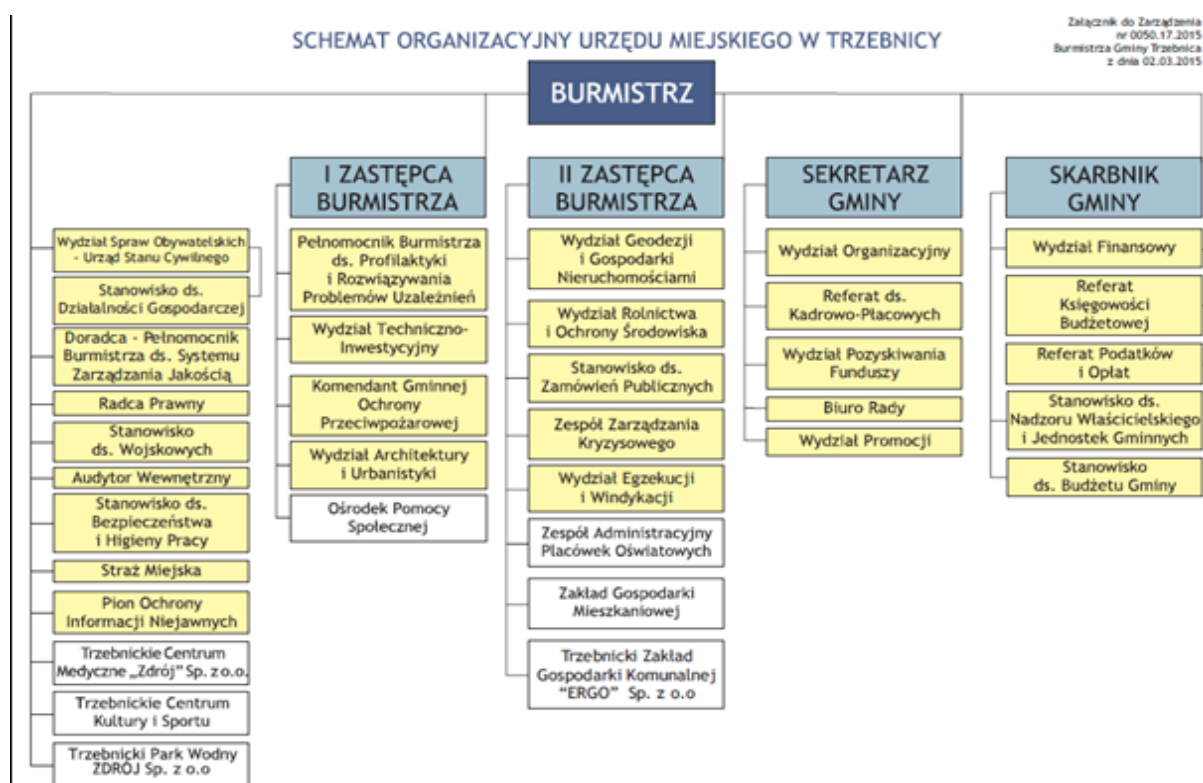 Załącznik do Zarządzenia
nr 0050.17.2015
Burmistrza Gminy Trzebnica
z dnia 02.03.2015
SCHEMAT ORGANIZACYJNY URZĘDU MIEJSKIEGO W TRZEBNICY
BURMISTRZ
Wydział Spraw Obywatelskich
- Urząd Stanu Cywilnego
Stanowisko ds.
Działalności Gospodarczej
Doradca - Pełnomocnik
Burmistrza ds. Systemu
Zarządzania Jakością
Radca Prawny
Stanowisko
ds. Wojskowych
Audytor Wewnętrzny
Stanowisko ds.
Bezpieczeństwa
i Higieny Pracy
Straż Miejska
Pion Ochrony
Informacji Niejawnych
Trzebnickie Centrum
Medyczne „Zdrój” Sp. z o.o.
Trzebnickie Centrum
Kultury i Sportu
Trzebnicki Park Wodny
ZDRÓJ Sp. z o.o
I ZASTĘPCA
BURMISTRZA
Pełnomocnik Burmistrza
ds. Profilaktyki
i Rozwiązywania
Problemów Uzależnień
Wydział Techniczno-
Inwestycyjny
Komendant Gminnej
Ochrony
Przeciwpożarowej
Wydział Architektury
i Urbanistyki
Ośrodek Pomocy
Społecznej
II ZASTĘPCA
BURMISTRZA
Wydział Geodezji
i Gospodarki
Nieruchomościami
Wydział Rolnictwa
i Ochrony Środowiska
Stanowisko ds.
Zamówień Publicznych
Zespół Zarządzania
Kryzysowego
Wydział Egzekucji
i Windykacji
Zespół Administracyjny
Placówek Oświatowych
Zakład Gospodarki
Mieszkaniowej
Trzebnicki Zakład
Gospodarki Komunalnej
“ERGO” Sp. z o.o
SEKRETARZ
GMINY
Wydział Organizacyjny
Referat ds.
Kadrowo-Płacowych
Wydział Pozyskiwania
Funduszy
Biuro Rady
Wydział Promocji
SKARBNIK
GMINY
Wydział Finansowy
Referat
Księgowości
Budżetowej
Referat Podatków
i Opłat
Stanowisko ds.
Nadzoru Właścicielskiego
i Jednostek Gminnych
Stanowisko
ds. Budżetu Gminy